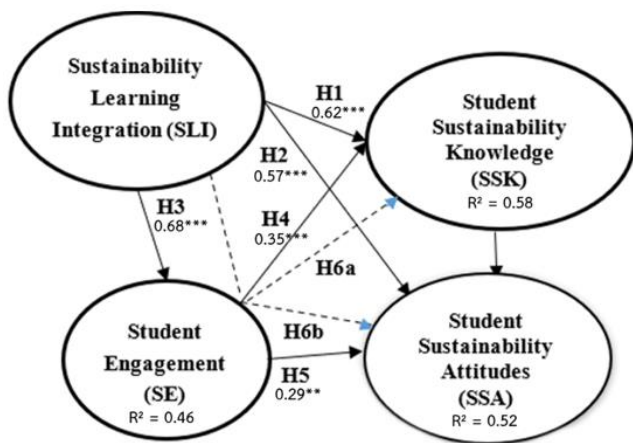 Sustainability
Learning
Integration (SLI)
H1
0.62***
Student
Sustainability
Knowledge
(SSK)
R² = 0.58
H2
0.57***
H3
0.68***
H4
0.35***
H6a
H6b
H5
0.29**
Student
Engagement
(SE)
R² = 0.46
Student
Sustainability
Attitudes
(SSA)
R² = 0.52